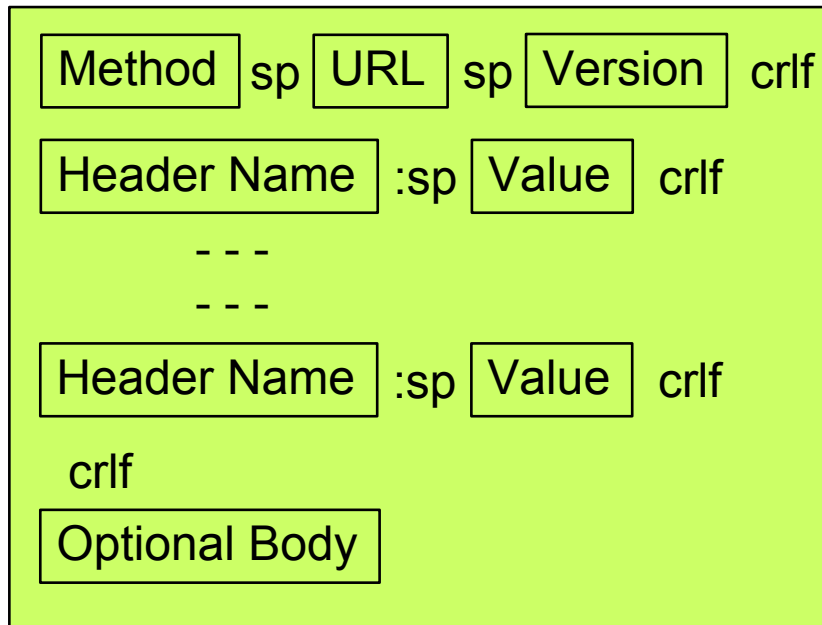 Method sp URL sp Version crlf
Header Name :sp Value crlf
- - -
- - -
Header Name :sp Value crlf
crlf
Optional Body